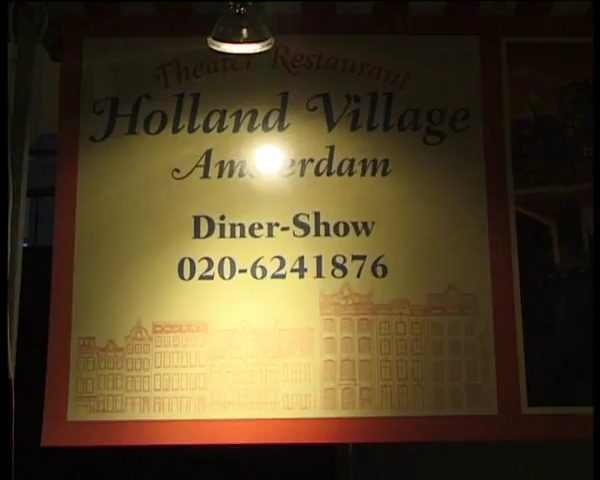 Theater Restaurant
Holland Village
Amsterdam
Diner-Show
020-6241876